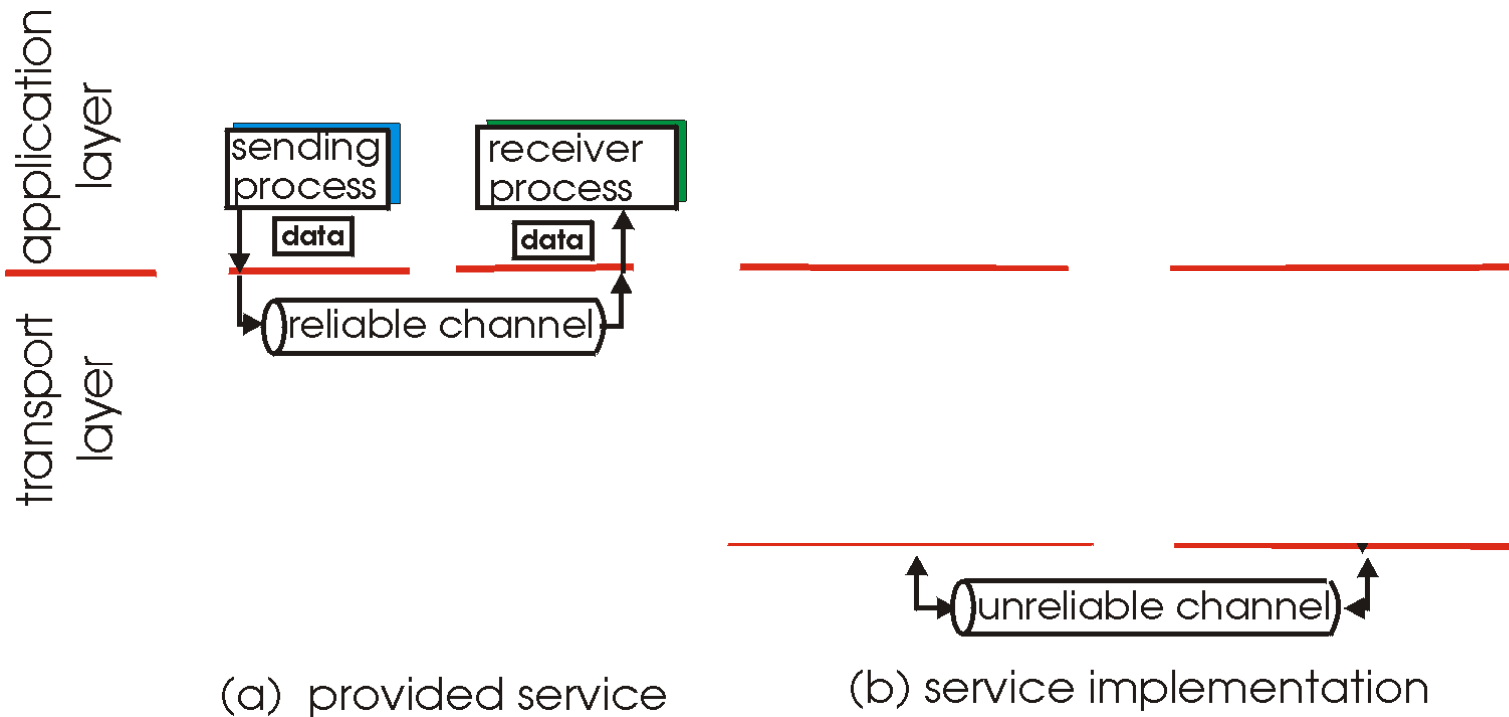 application
layer
transport
layer
sending
process
data
receiver
process
data
reliable channel
unreliable channel
(a) provided service
(b) service implementation